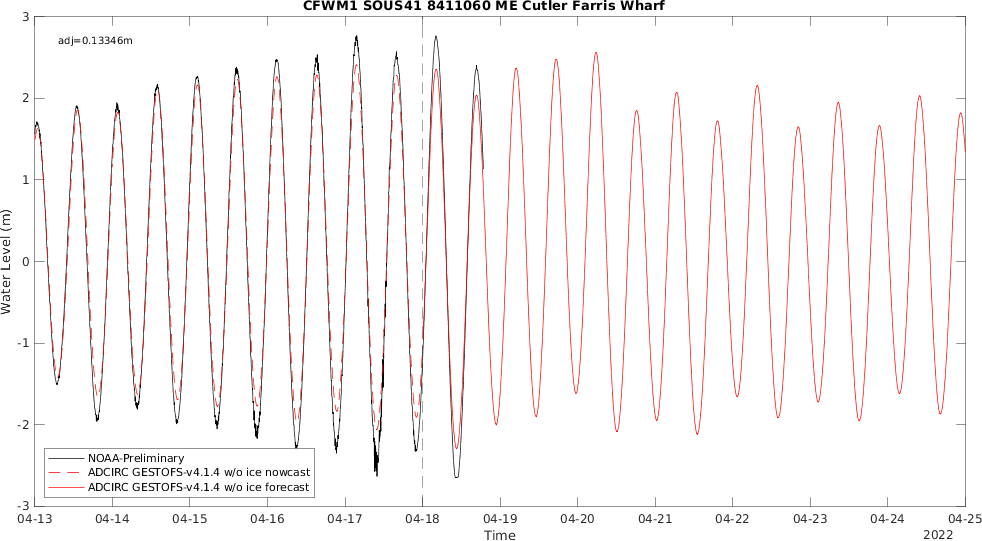 CFWM1 SOUS41 8411060 ME Cutler Farris Wharf
adj=0.13346m
3
2
1
0
-1
-2
-3
Water Level (m)
NOAA-Preliminary
ADCIRC GESTOFS-v4.1.4 w/o ice nowcast
ADCIRC GESTOFS-v4.1.4 w/o ice forecast
04-13 04-14 04-15 04-16 04-17 04-18 04-19 04-20 04-21 04-22 04-23 04-24 04-25
Time
2022